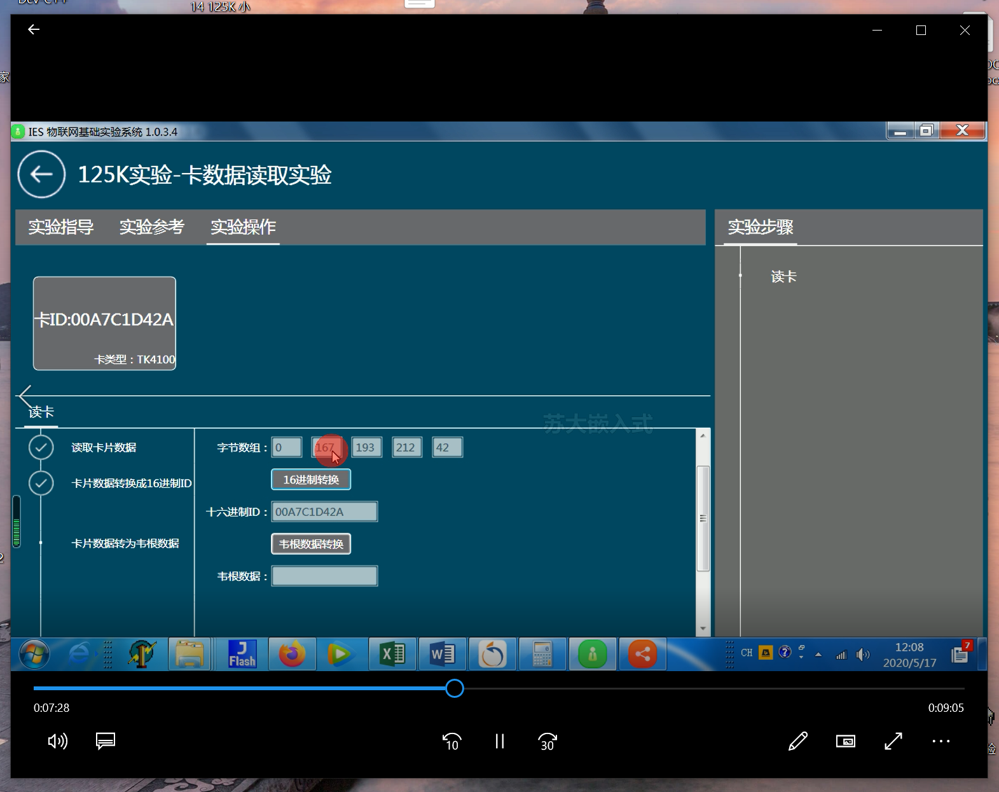 14 125K 小
家
IES 物联网基础实验系统 1.0.3.4
125K实验-卡数据读取实验
实验指导 实验参考 实验操作
实验步骤
读卡
卡ID:00A7C1D42A
卡类型：TK4100
读卡
苏大嵌入式
读取卡片数据
字节数组： 0 167 193 212 42
16进制转换
卡片数据转换成16进制ID
十六进制ID： 00A7C1D42A
卡片数据转为韦根数据
韦根数据转换
韦根数据：
J Flash
CH
12:08
2020/5/17
7
0:07:28
0:09:05
10
30